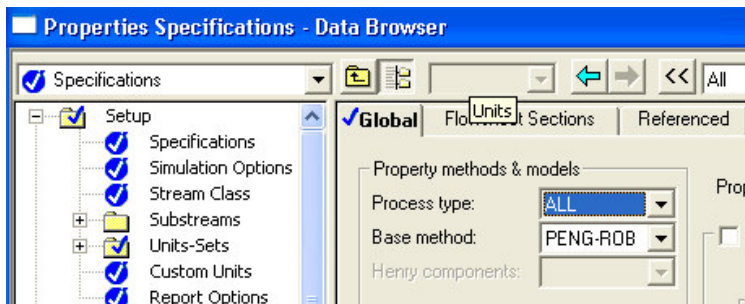 Properties Specifications - Data Browser
Specifications
<< All
Units
Setup
Specifications
Simulation Options
Stream Class
Substreams
Units-Sets
Custom Units
Report Options
Global Sections Referenced
Property methods & models
Process type: ALL
Base method: PENG-ROB
Henry components: